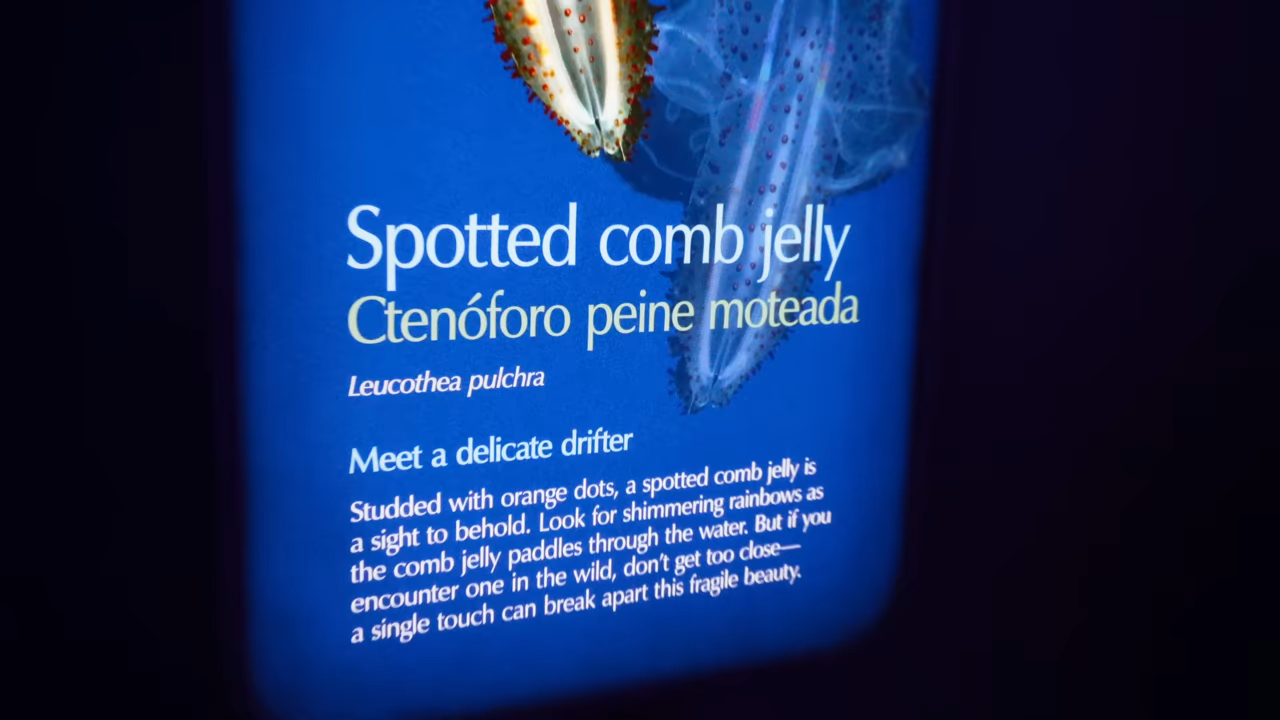 Spotted comb jelly
Ctenóforo peine moteada
Leucothea pulchra
Meet a delicate drifter
Studded with orange dots, a spotted comb jelly is
a sight to behold. Look for shimmering rainbows as
the comb jelly paddles through the water. But if you
encounter one in the wild, don't get too close—
a single touch can break apart this fragile beauty.